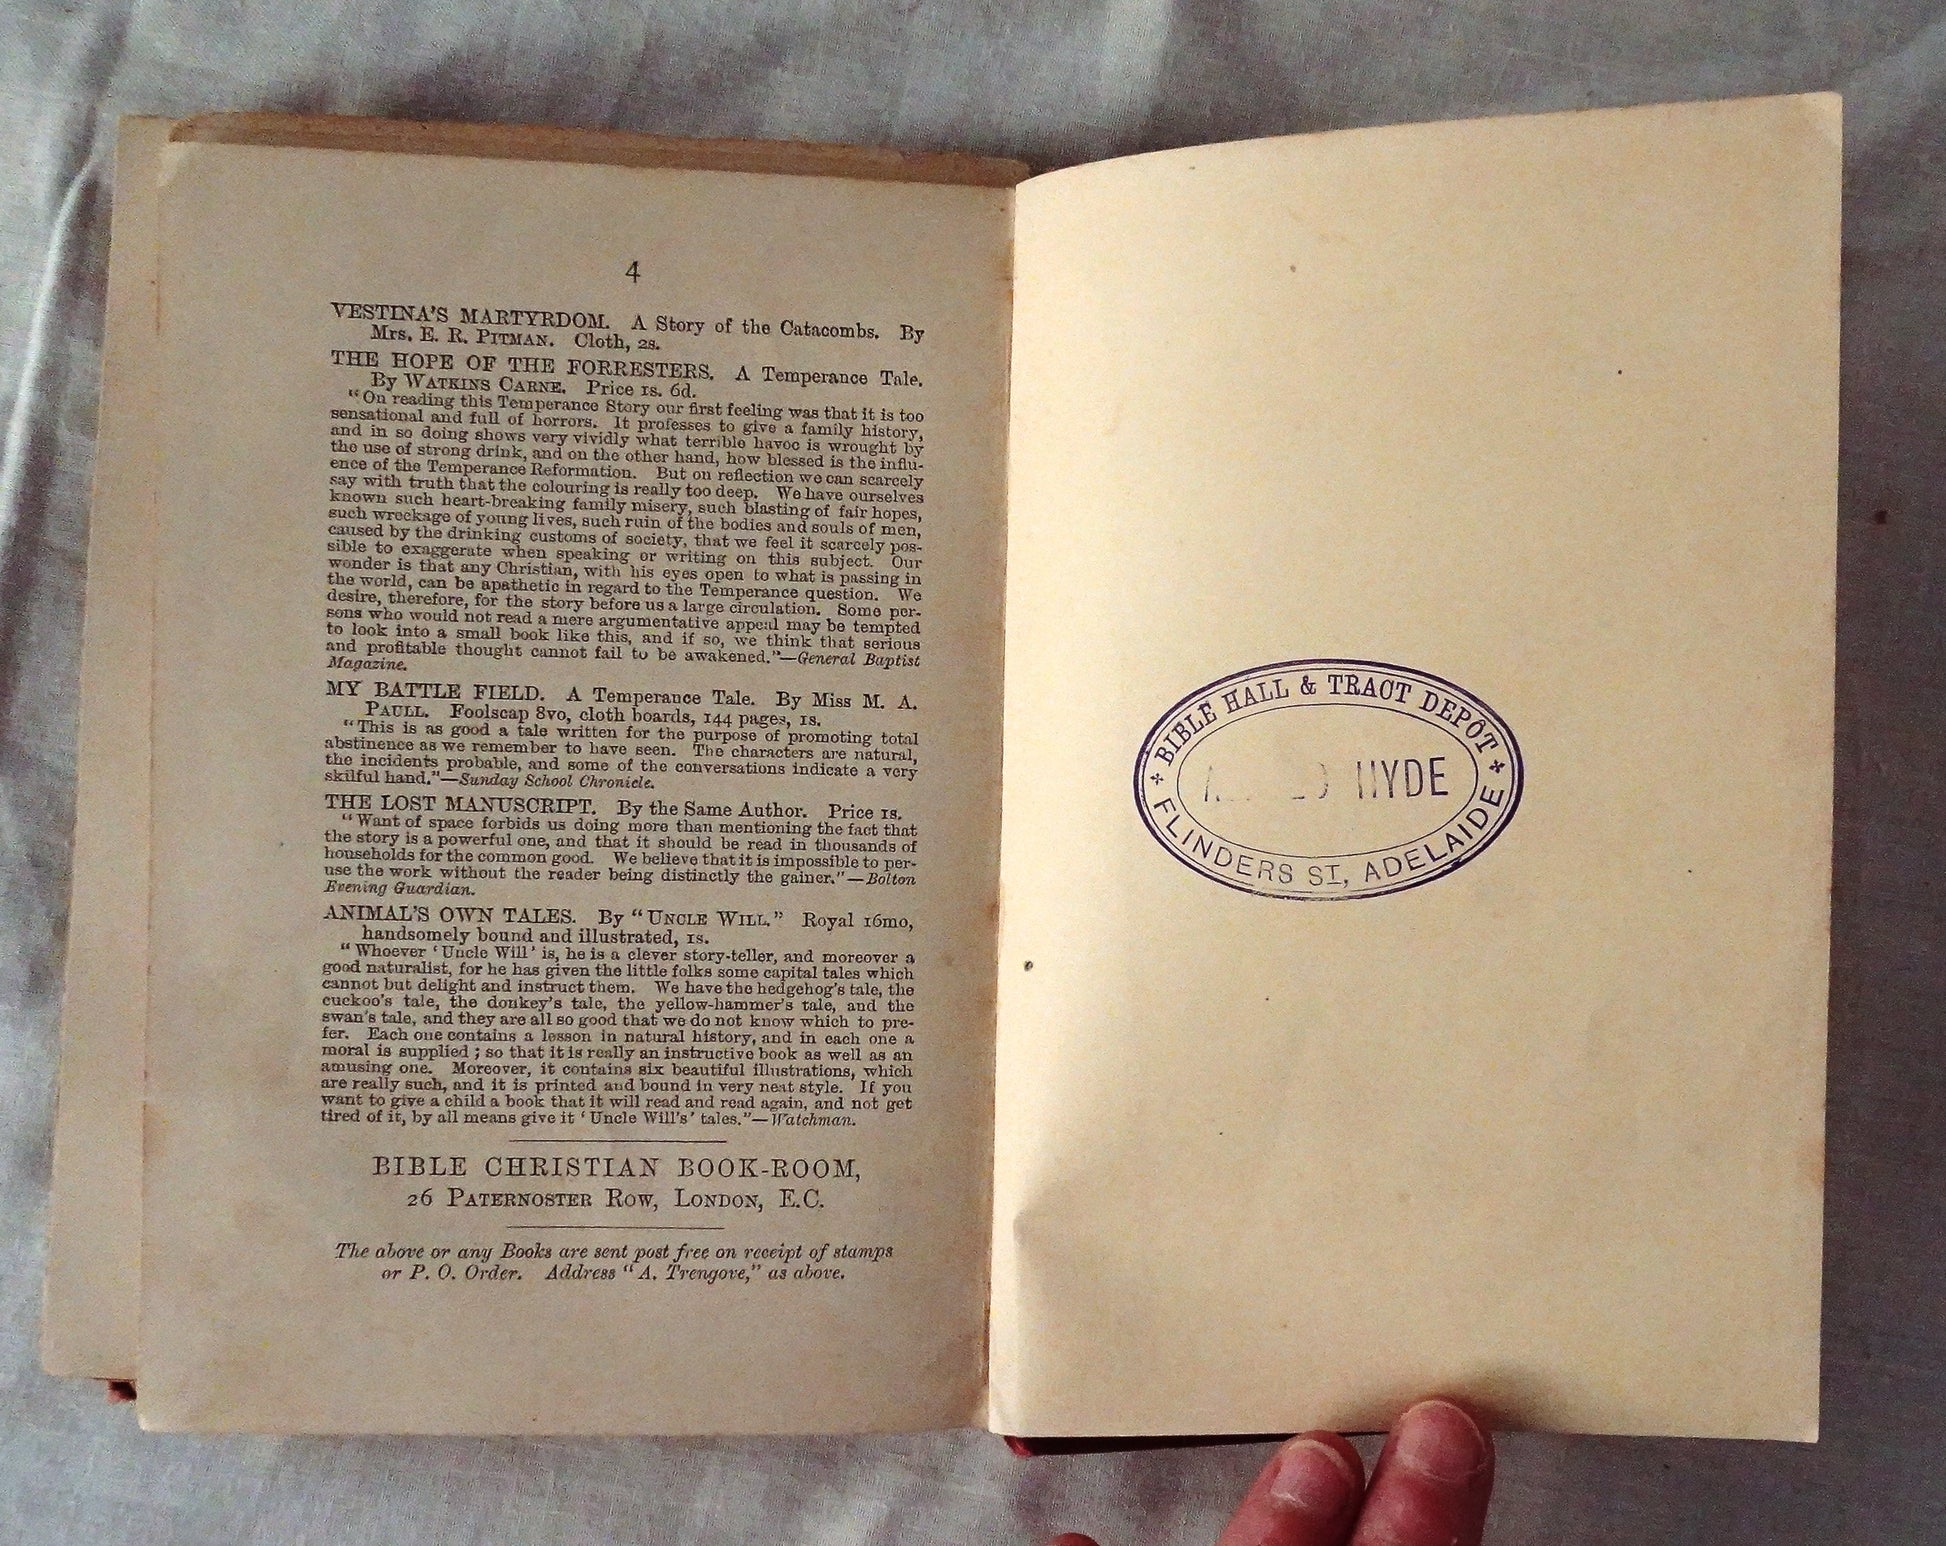 4
VESTINA'S MARTYRDOM. A Story of the Catacombs. By
Mrs. E. R. PITMAN. Cloth, 2s.
THE HOPE OF THE FORRESTERS. A Temperance Tale.
By WATKINS CARNE. Price 1s. 6d.
"On reading this Temperance Story our first feeling was that it is too
sensational and full of horrors. It professes to give a family history,
and in so doing shows very vividly what terrible havoc is wrought by
the use of strong drink, and on the other hand, how blessed is the influ-
ence of the Temperance Reformation. But on reflection we can scarcely
say with truth that the colouring is really too deep. We have ourselves
known such heart-breaking family misery, such blasting of fair hopes,
such wreckage of young lives, such ruin of the bodies and souls of men,
caused by the drinking customs of society, that we feel it scarcely pos-
sible to exaggerate when speaking or writing on this subject. Our
wonder is that any Christian, with his eyes open to what is passing in
the world, can be apathetic in regard to the Temperance question. We
desire, therefore, for the story before us a large circulation. Some per-
sons who would not read a mere argumentative appeal may be tempted
to look into a small book like this, and if so, we think that serious
and profitable thought cannot fail to be awakened."—General Baptist
Magazine.
MY BATTLE FIELD. A Temperance Tale. By Miss M. A.
PAULL. Foolscap 8vo, cloth boards, 144 pages, 1s.
"This is as good a tale written for the purpose of promoting total
abstinence as we remember to have seen. The characters are natural,
the incidents probable, and some of the conversations indicate a very
skilful hand."—Sunday School Chronicle.
THE LOST MANUSCRIPT. By the Same Author. Price 1s.
"Want of space forbids us doing more than mentioning the fact that
the story is a powerful one, and that it should be read in thousands of
households for the common good. We believe that it is impossible to per-
use the work without the reader being distinctly the gainer."—Bolton
Evening Guardian.
ANIMAL'S OWN TALES. By "UNCLE WILL." Royal 16mo,
handsomely bound and illustrated, 1s.
"Whoever 'Uncle Will' is, he is a clever story-teller, and moreover a
good naturalist, for he has given the little folks some capital tales which
cannot but delight and instruct them. We have the hedgehog's tale, the
cuckoo's tale, the donkey's tale, the yellow-hammer's tale, and the
swan's tale, and they are all so good that we do not know which to pre-
fer. Each one contains a lesson in natural history, and in each one a
moral is supplied; so that it is really an instructive book as well as an
amusing one. Moreover, it contains six beautiful illustrations, which
are really such, and it is printed and bound in very neat style. If you
want to give a child a book that it will read and read again, and not get
tired of it, by all means give it 'Uncle Will's' tales."—Watchman.
BIBLE CHRISTIAN BOOK-ROOM,
26 PATERNOSTER ROW, LONDON, E.C.
The above or any Books are sent post free on receipt of stamps
or P. O. Order. Address "A. Trengove," as above.
BIBLE HALL & TRACT DEPÔT
HYDE
FLINDERS ST, ADELAIDE